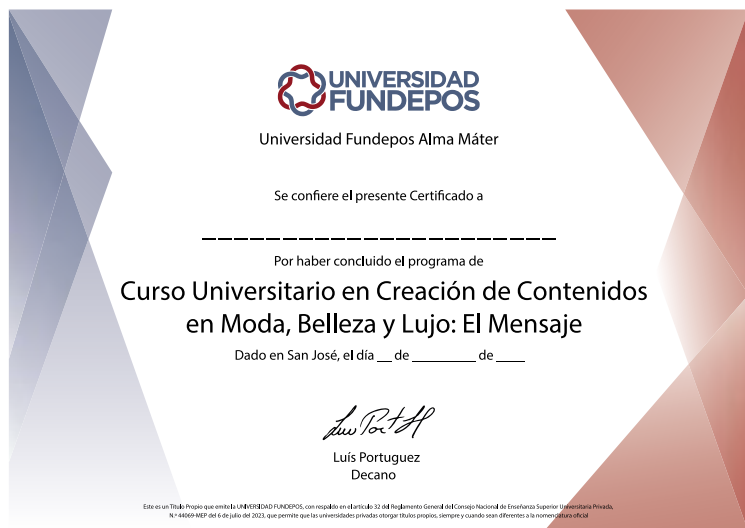 UNIVERSIDAD
FUNDEPOS
Universidad Fundepos Alma Máter
Se confiere el presente Certificado a
______________________
Por haber concluido el programa de
Curso Universitario en Creación de Contenidos
en Moda, Belleza y Lujo: El Mensaje
Dado en San José, el día __ de _________ de ____
Luís Portuguez
Decano
Este es un Título Propio que emite la UNIVERSIDAD FUNDEPOS, con respaldo en el artículo 32 del Reglamento General del Consejo Nacional de Enseñanza Superior Universitaria Privada,
N.º 44069-MEP del 6 de julio del 2023, que permite que las universidades privadas otorgar títulos propios, siempre y cuando sean diferentes a la nomenclatura oficial